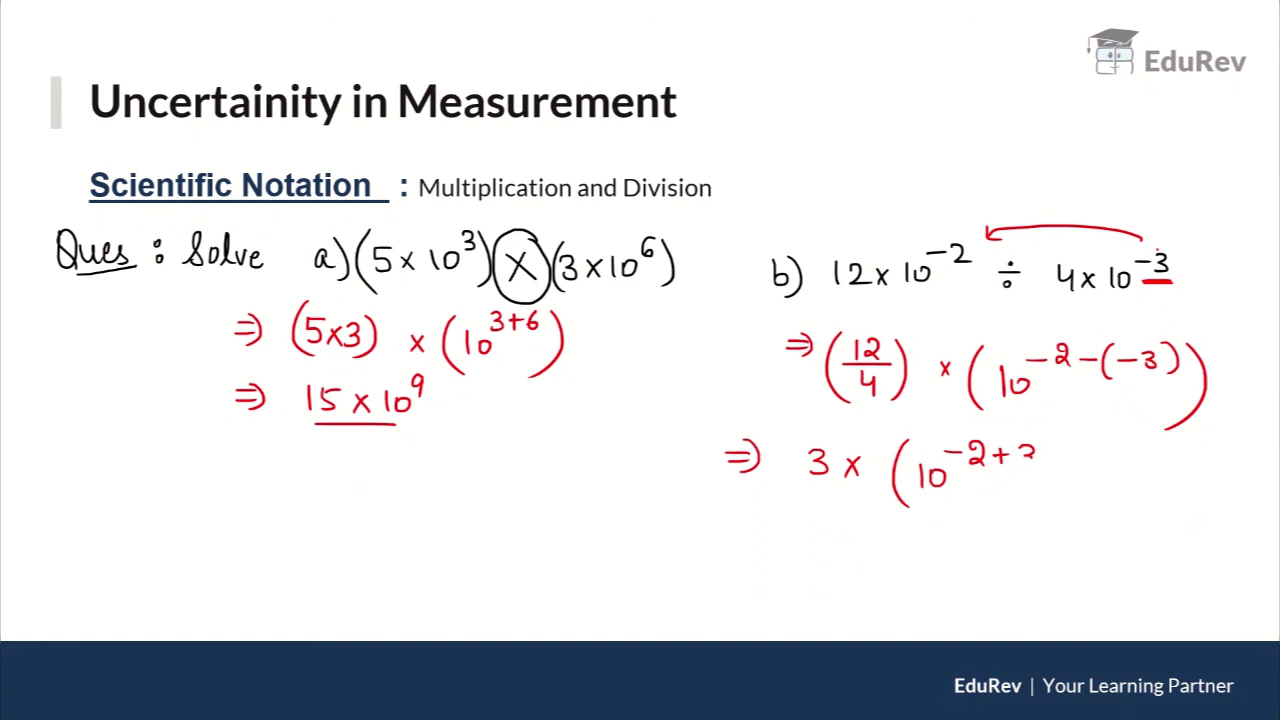 EduRev
Uncertainity in Measurement
Scientific Notation : Multiplication and Division
Ques : Solve a) (5 × 10³) × (3 × 10⁶)
⇒ (5×3) × (10³⁺⁶)
⇒ 15 × 10⁹
b) 12 × 10⁻² ÷ 4 × 10⁻³
⇒ (12/4) × (10⁻²⁻⁽⁻³⁾)
⇒ 3 × (10⁻²⁺
EduRev | Your Learning Partner